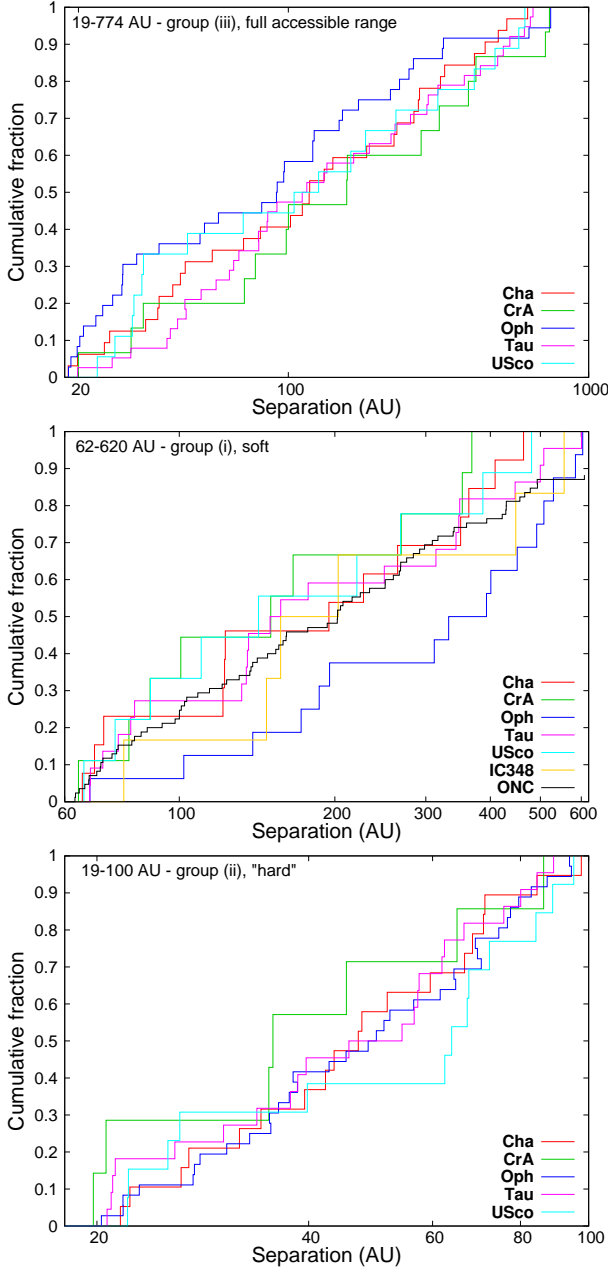 19-774 AU - group (iii), full accessible range
Cumulative fraction
1
0.9
0.8
0.7
0.6
0.5
0.4
0.3
0.2
0.1
0
Cha
CrA
Oph
Tau
USco
20
100
1000
Separation (AU)
62-620 AU - group (i), soft
Cumulative fraction
1
0.9
0.8
0.7
0.6
0.5
0.4
0.3
0.2
0.1
0
Cha
CrA
Oph
Tau
USco
IC348
ONC
60
100
200
300
400
500
600
Separation (AU)
19-100 AU - group (ii), "hard"
Cumulative fraction
1
0.9
0.8
0.7
0.6
0.5
0.4
0.3
0.2
0.1
0
Cha
CrA
Oph
Tau
USco
20
40
60
80
100
Separation (AU)